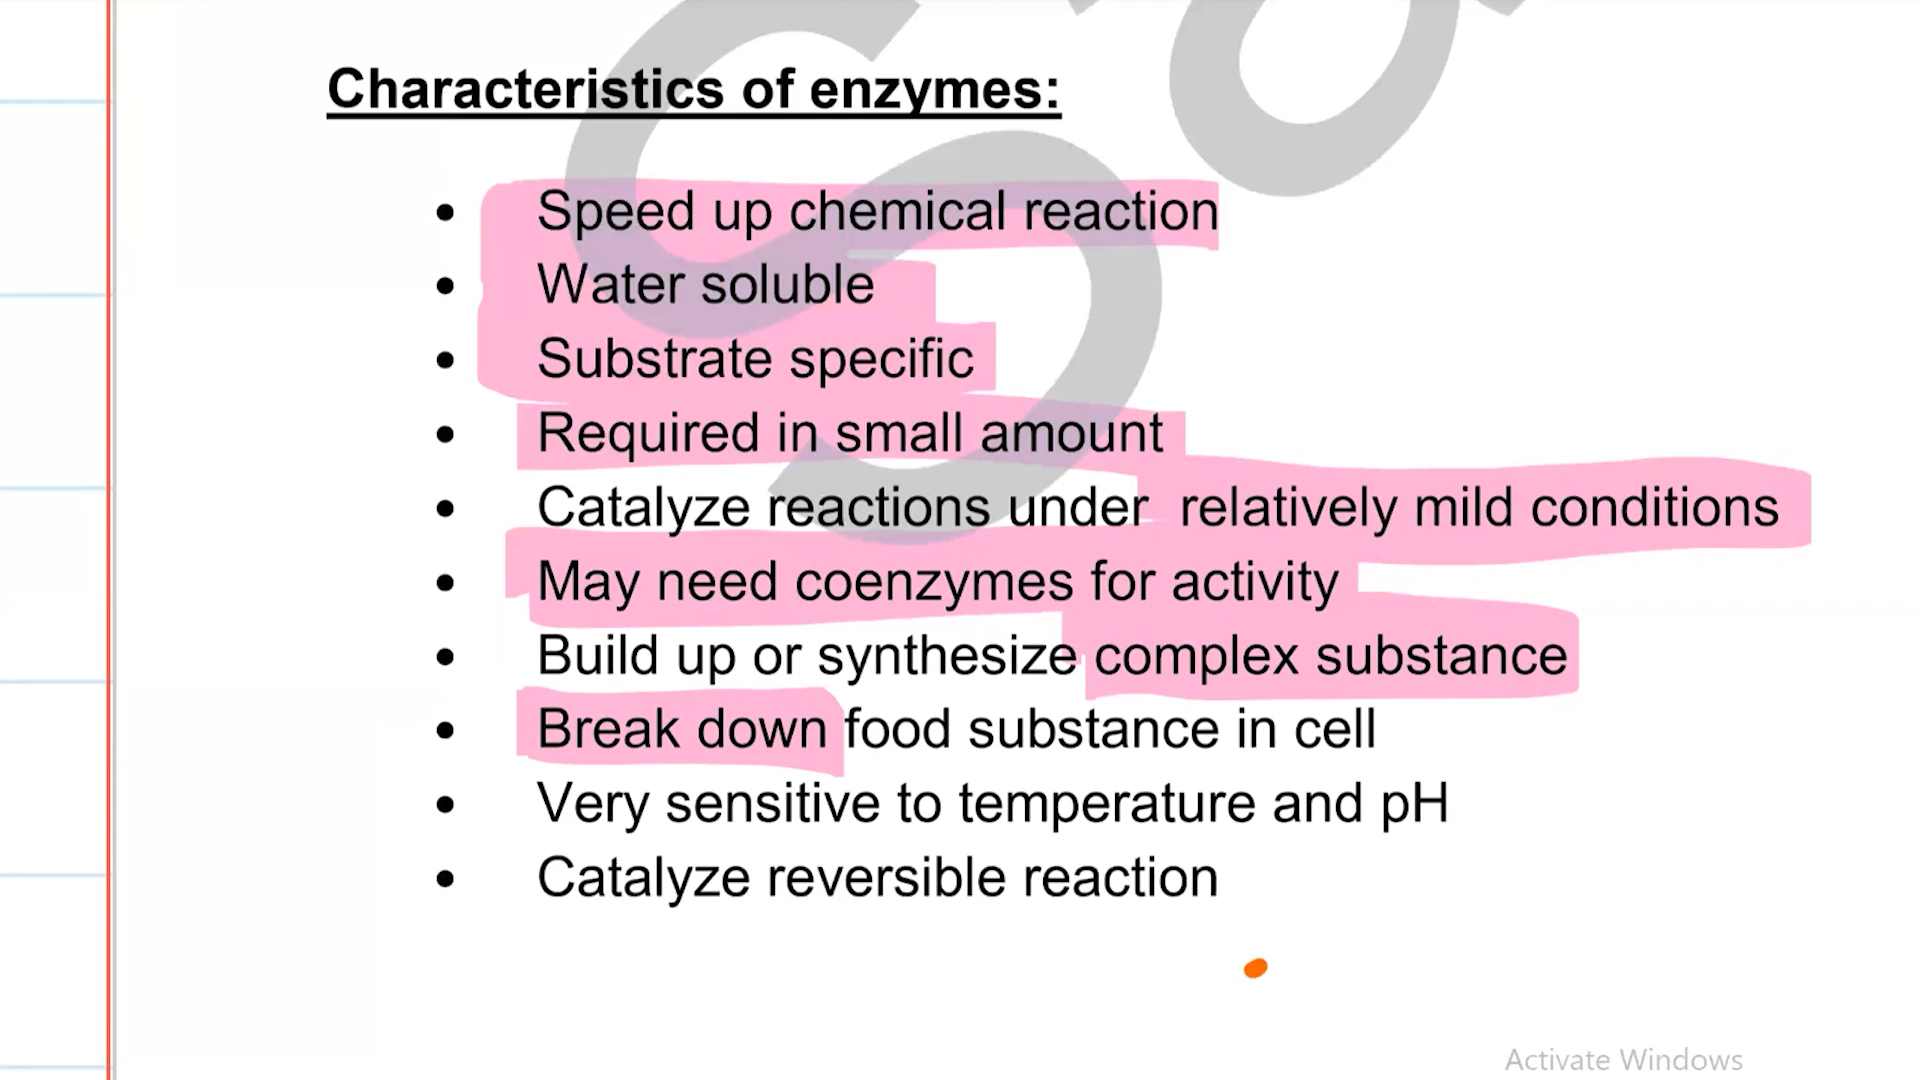 Characteristics of enzymes:
• Speed up chemical reaction
• Water soluble
• Substrate specific
• Required in small amount
• Catalyze reactions under relatively mild conditions
• May need coenzymes for activity
• Build up or synthesize complex substance
• Break down food substance in cell
• Very sensitive to temperature and pH
• Catalyze reversible reaction
Activate Windows